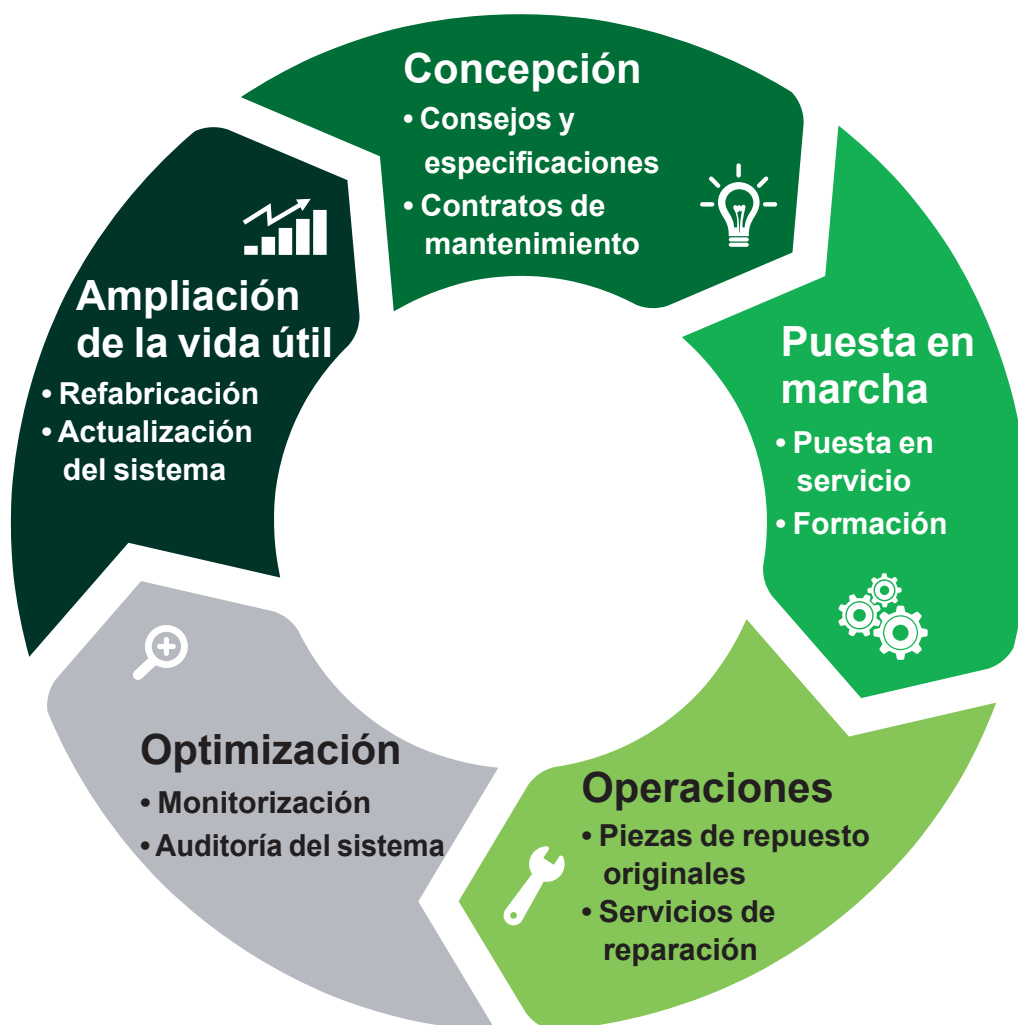 Concepción
• Consejos y
especificaciones
• Contratos de
mantenimiento
Puesta en
marcha
• Puesta en
servicio
• Formación
Operaciones
• Piezas de repuesto
originales
• Servicios de
reparación
Optimización
• Monitorización
• Auditoría del sistema
Ampliación
de la vida útil
• Refabricación
• Actualización
del sistema